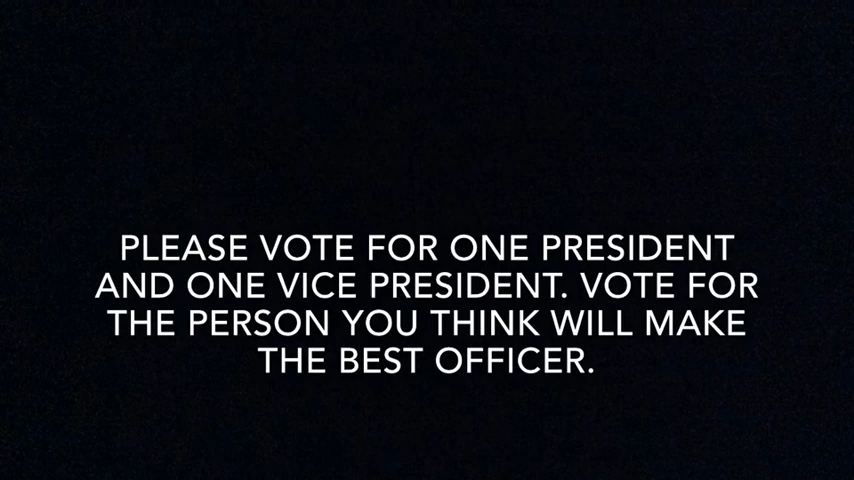 PLEASE VOTE FOR ONE PRESIDENT
AND ONE VICE PRESIDENT. VOTE FOR
THE PERSON YOU THINK WILL MAKE
THE BEST OFFICER.